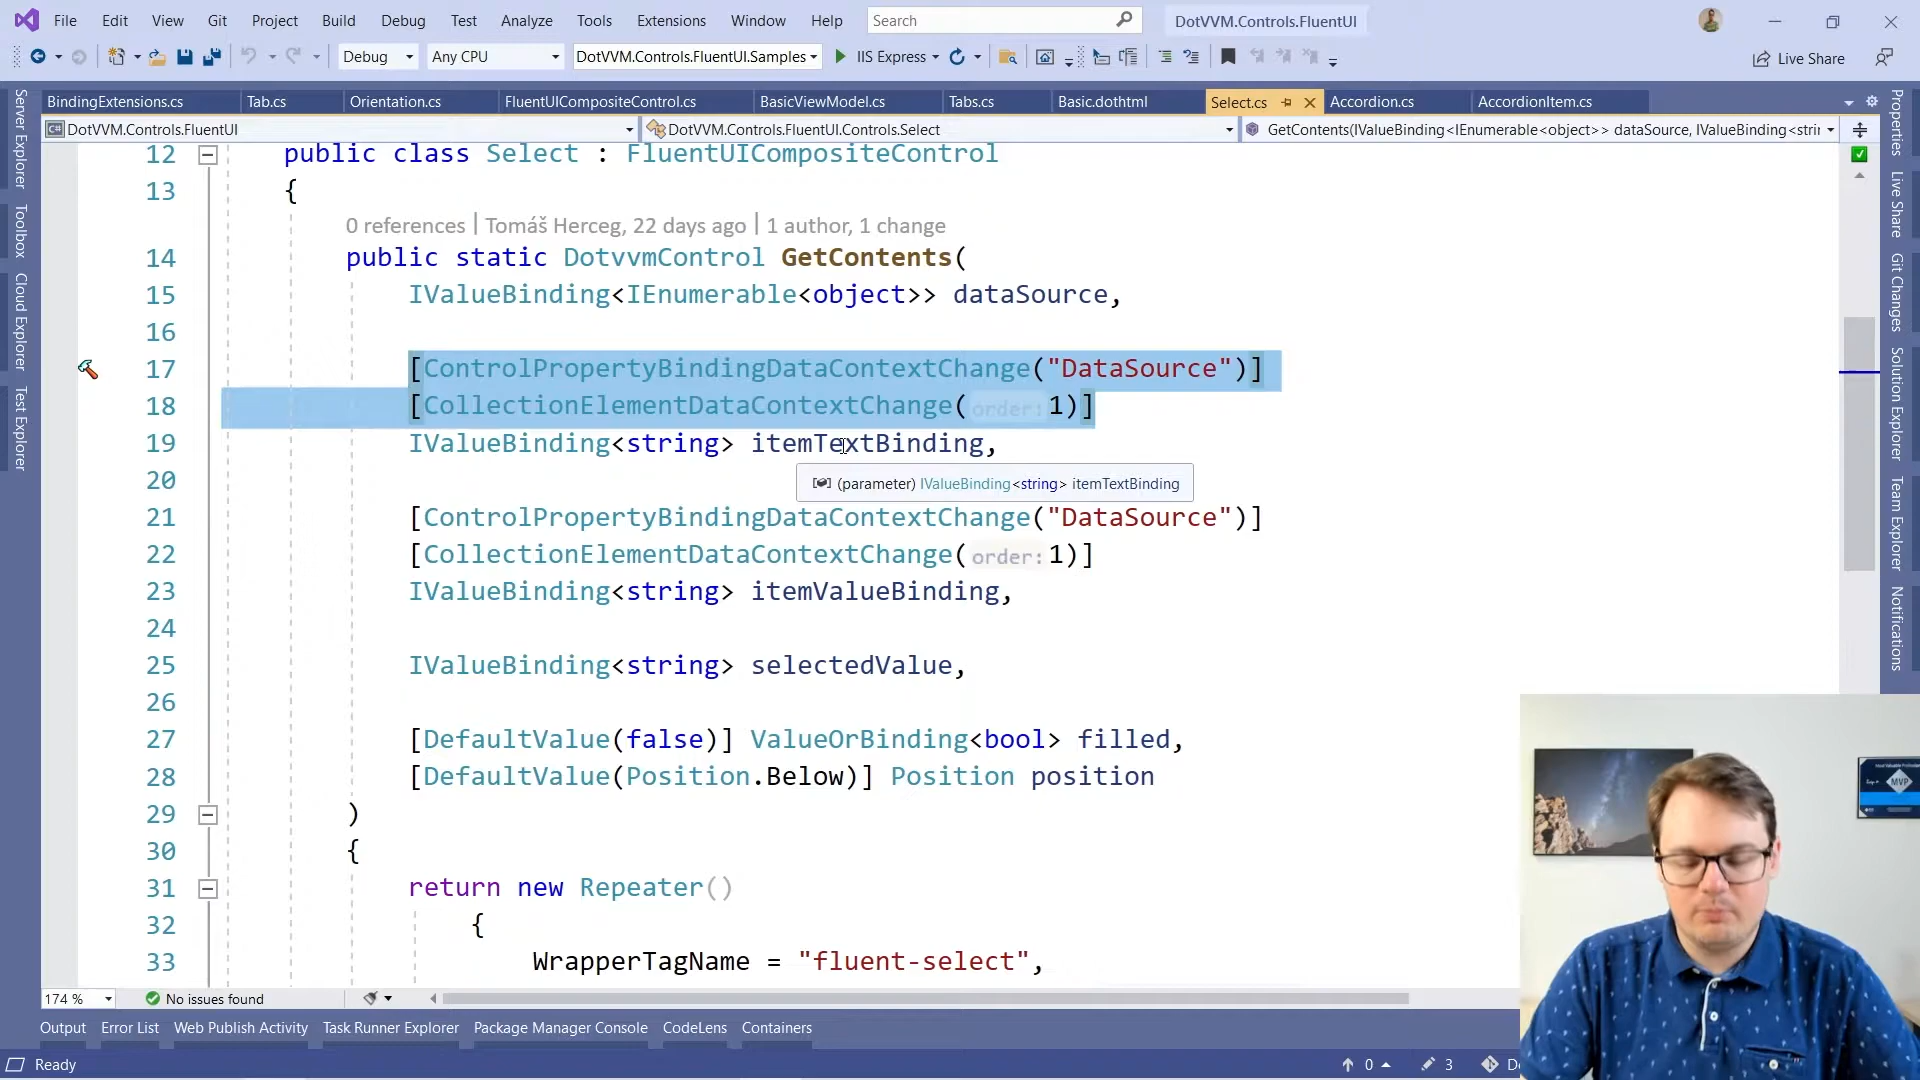 File Edit View Git Project Build Debug Test Analyze Tools Extensions Window Help Search DotVVM.Controls.FluentUI
Debug Any CPU DotVVM.Controls.FluentUI.Samples IIS Express Live Share
BindingExtensions.cs Tab.cs Orientation.cs FluentUICompositeControl.cs BasicViewModel.cs Tabs.cs Basic.dothtml Select.cs Accordion.cs AccordionItem.cs
DotVVM.Controls.FluentUI DotVVM.Controls.FluentUI.Controls.Select GetContents(IValueBinding<IEnumerable<object>> dataSource, IValueBinding<strin
12 public class Select : FluentUICompositeControl
13 {
0 references | Tomáš Herceg, 22 days ago | 1 author, 1 change
14 public static DotvvmControl GetContents(
15 IValueBinding<IEnumerable<object>> dataSource,
16
17 [ControlPropertyBindingDataContextChange("DataSource")]
18 [CollectionElementDataContextChange(order: 1)]
19 IValueBinding<string> itemTextBinding,
20
(parameter) IValueBinding<string> itemTextBinding
21 [ControlPropertyBindingDataContextChange("DataSource")]
22 [CollectionElementDataContextChange(order: 1)]
23 IValueBinding<string> itemValueBinding,
24
25 IValueBinding<string> selectedValue,
26
27 [DefaultValue(false)] ValueOrBinding<bool> filled,
28 [DefaultValue(Position.Below)] Position position
29 )
30 {
31 return new Repeater()
32 {
33 WrapperTagName = "fluent-select",
174 % No issues found
Output Error List Web Publish Activity Task Runner Explorer Package Manager Console CodeLens Containers
Ready 0 3
Server Explorer
Toolbox
Cloud Explorer
Test Explorer
Properties
Live Share
Git Changes
Solution Explorer
Team Explorer
Notifications
MVP